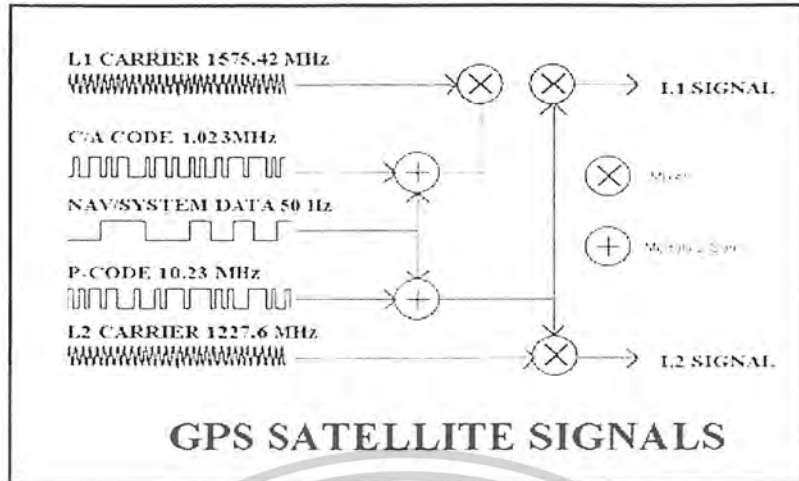 L1 CARRIER 1575.42 MHz
L1 SIGNAL
C/A CODE 1.023MHz
Mixer
NAV/SYSTEM DATA 50 Hz
P-CODE 10.23 MHz
L2 CARRIER 1227.6 MHz
L2 SIGNAL
GPS SATELLITE SIGNALS